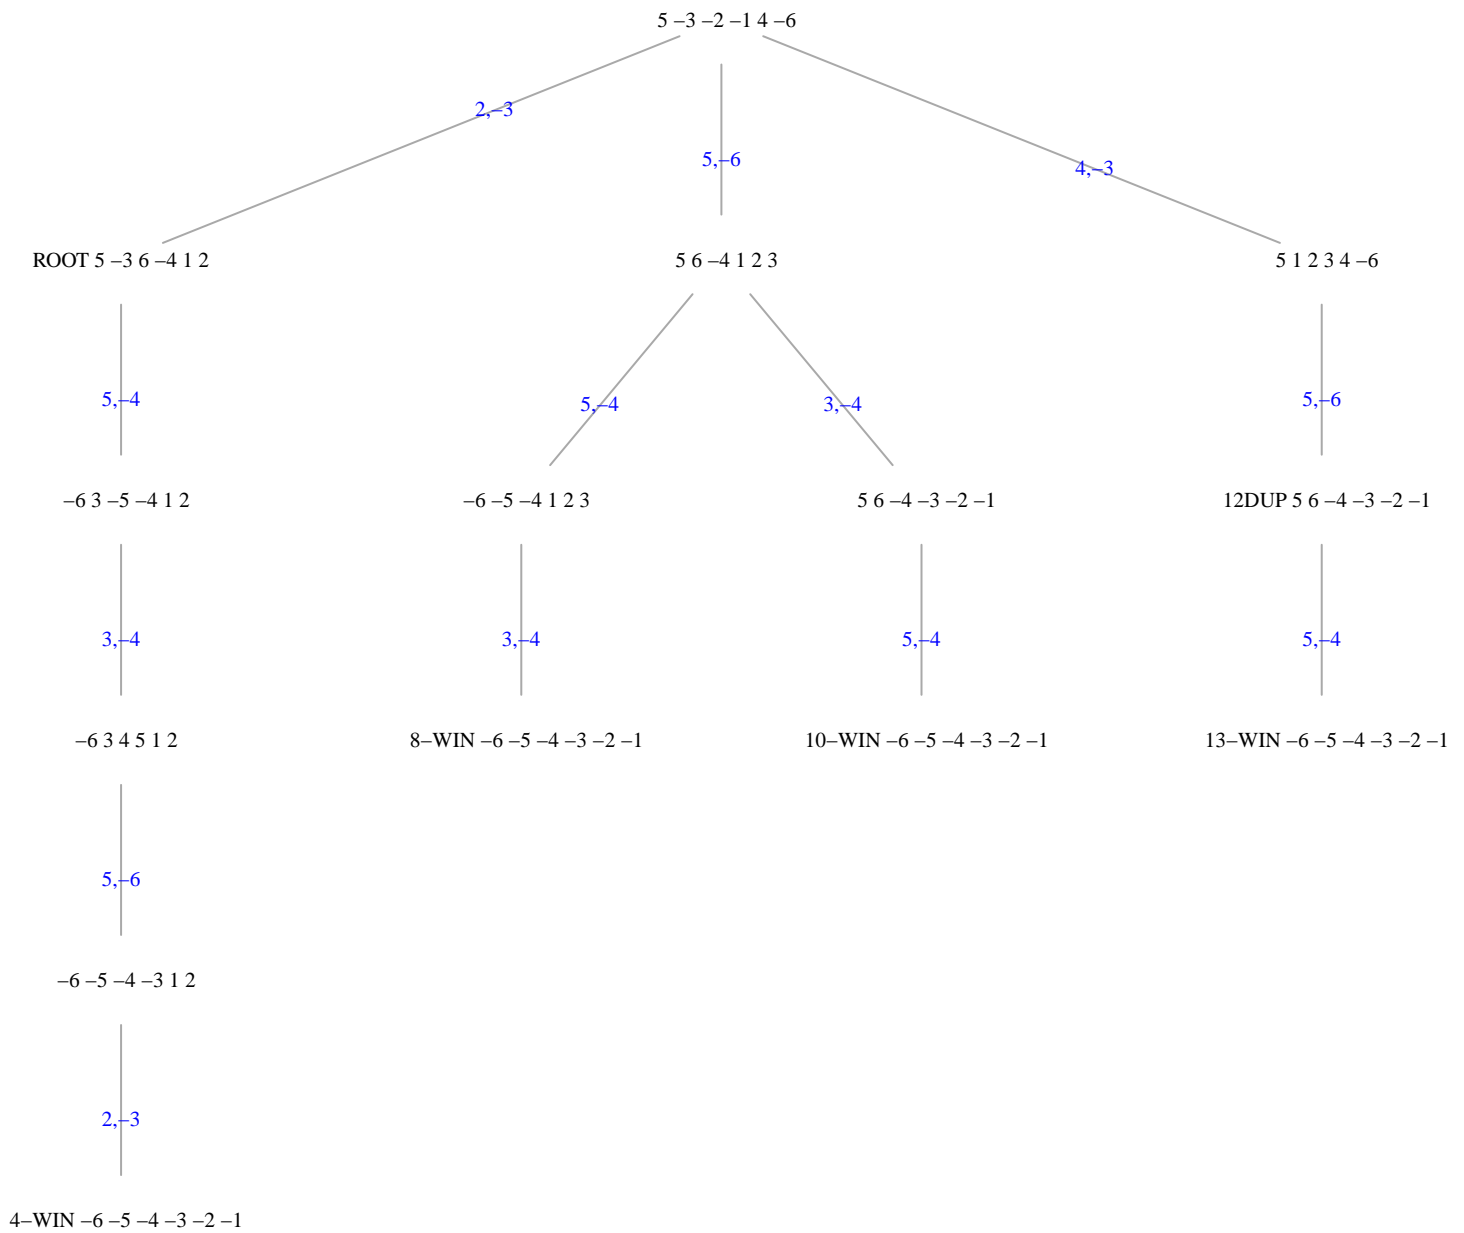 5 –3 –2 –1 4 –6
2,–3
5,–6
4,–3
ROOT 5 –3 6 –4 1 2
5 6 –4 1 2 3
5 1 2 3 4 –6
5,–4
5,–4
3,–4
5,–6
–6 3 –5 –4 1 2
–6 –5 –4 1 2 3
5 6 –4 –3 –2 –1
12DUP 5 6 –4 –3 –2 –1
3,–4
3,–4
5,–4
5,–4
–6 3 4 5 1 2
8–WIN –6 –5 –4 –3 –2 –1
10–WIN –6 –5 –4 –3 –2 –1
13–WIN –6 –5 –4 –3 –2 –1
5,–6
–6 –5 –4 –3 1 2
2,–3
4–WIN –6 –5 –4 –3 –2 –1